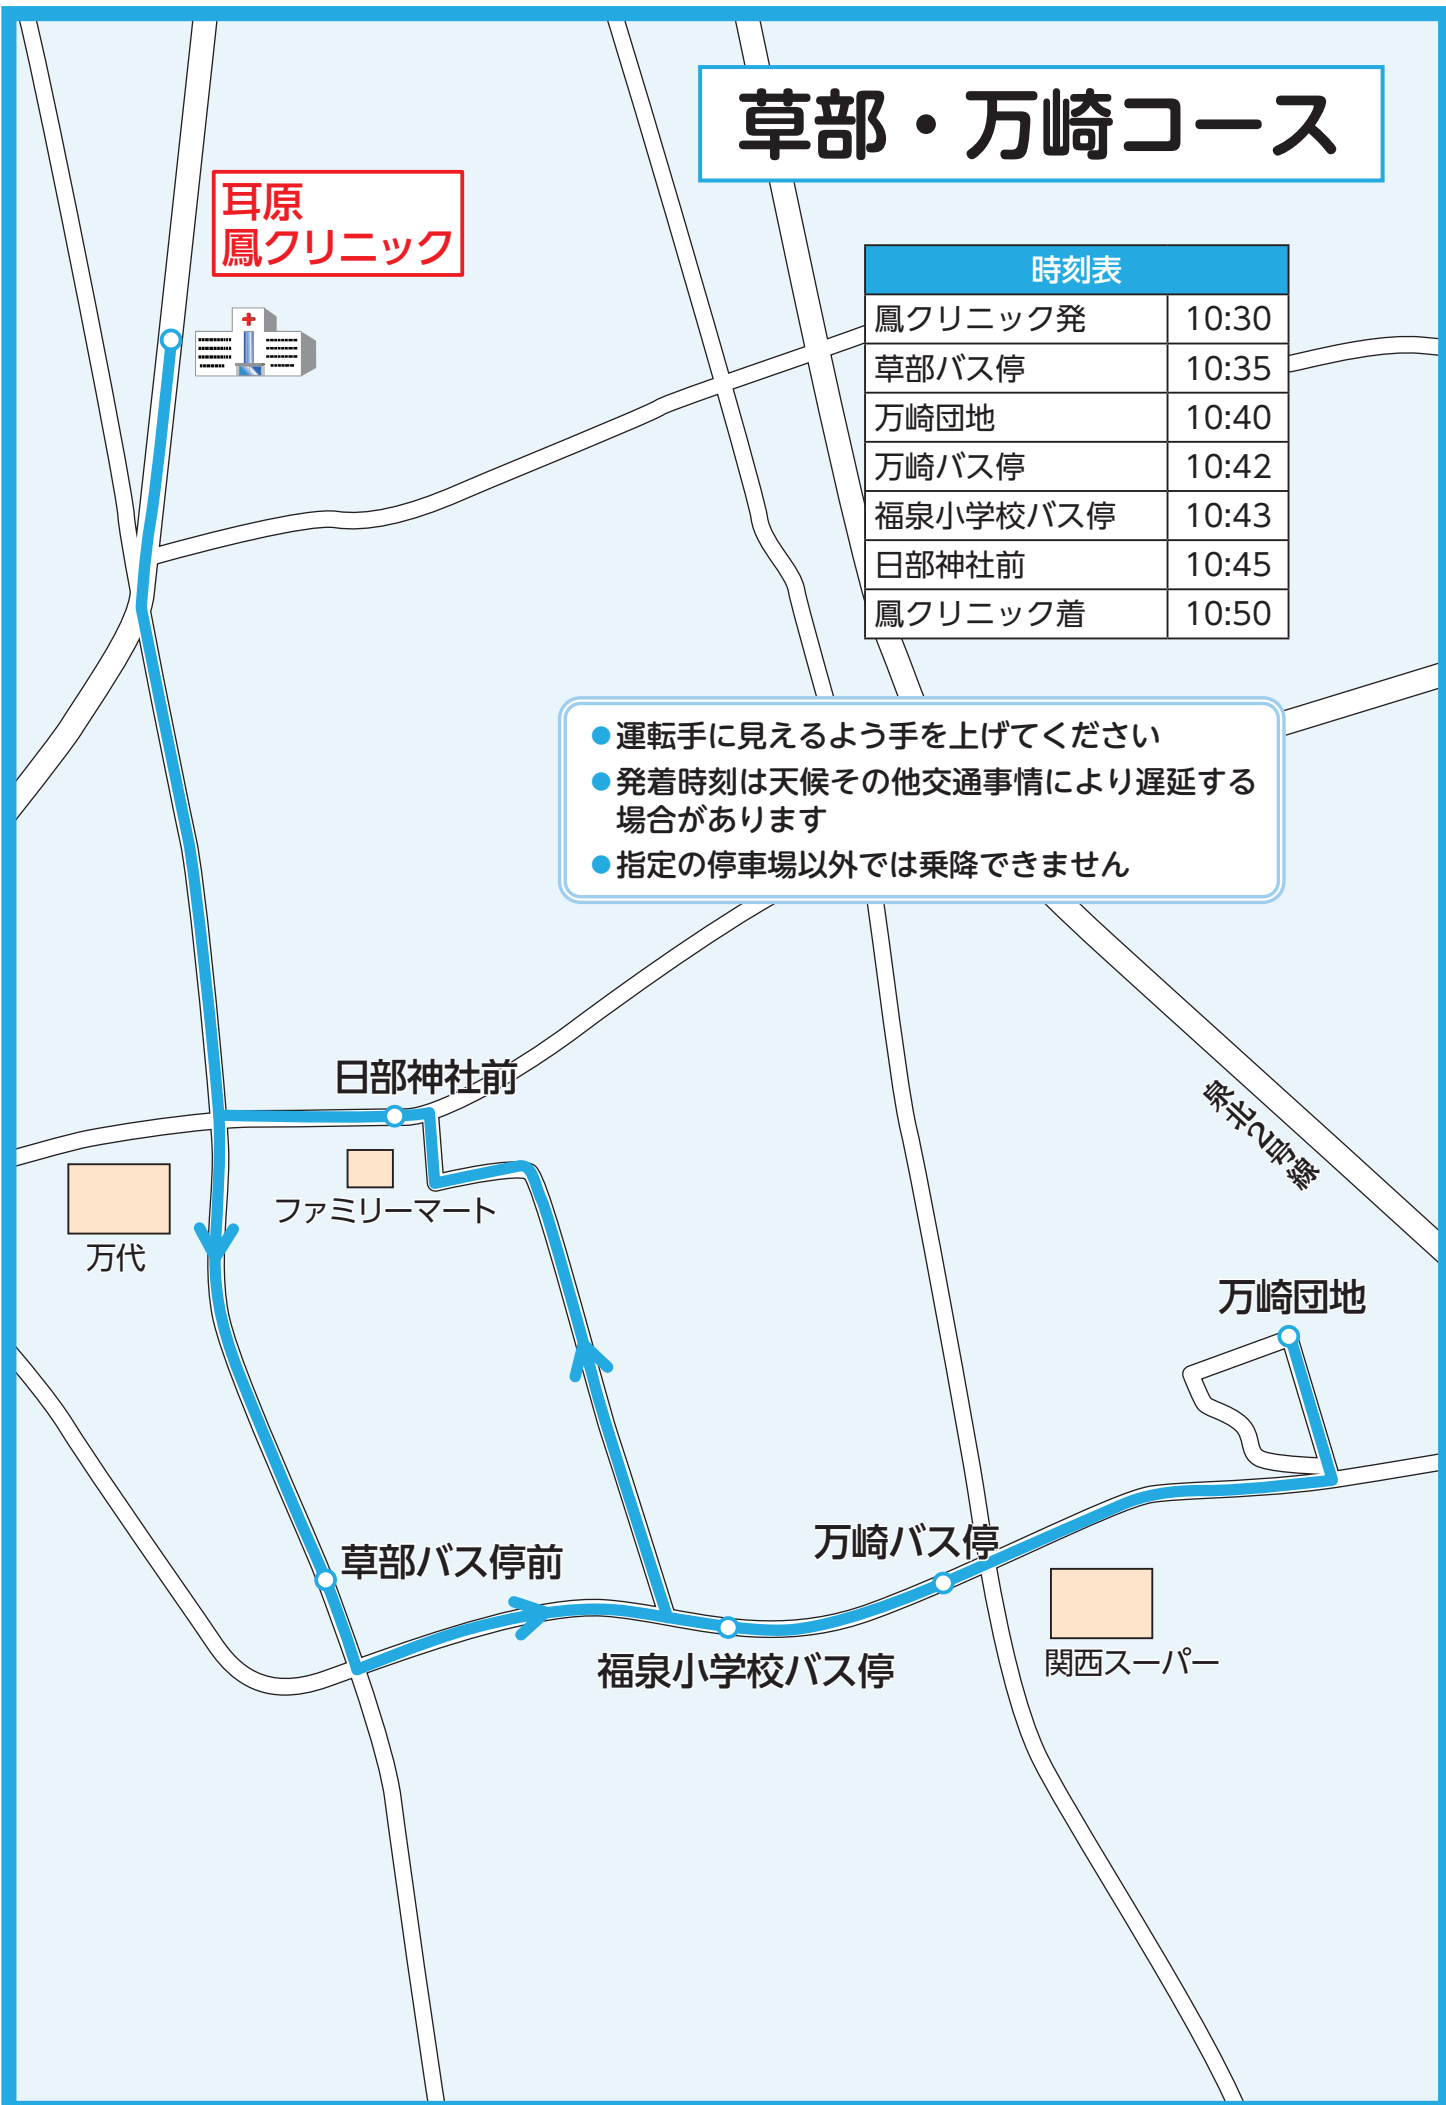 草部・万崎コース
耳原
鳳クリニック
時刻表
鳳クリニック発 10:30
草部バス停 10:35
万崎団地 10:40
万崎バス停 10:42
福泉小学校バス停 10:43
日部神社前 10:45
鳳クリニック着 10:50
●運転手に見えるよう手を上げてください
●発着時刻は天候その他交通事情により遅延する
場合があります
●指定の停車場以外では乗降できません
日部神社前
泉北2号線
ファミリーマート
万代
万崎団地
万崎バス停
草部バス停前
関西スーパー
福泉小学校バス停